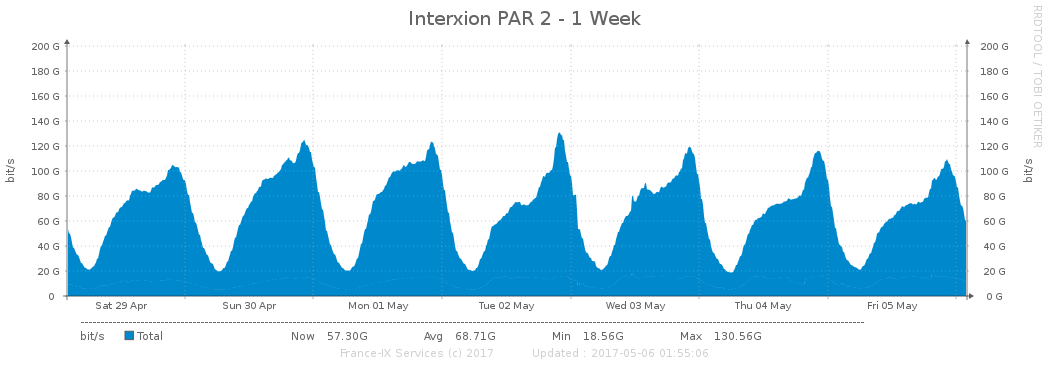 Interxion PAR 2 - 1 Week
RRDTOOL / TOBI OETIKER
200 G 200 G
180 G 180 G
160 G 160 G
140 G 140 G
120 G 120 G
100 G 100 G
80 G 80 G
60 G 60 G
40 G 40 G
20 G 20 G
0 0 G
bit/s
bit/s
Sat 29 Apr Sun 30 Apr Mon 01 May Tue 02 May Wed 03 May Thu 04 May Fri 05 May
bit/s Total Now 57.30G Avg 68.71G Min 18.56G Max 130.56G
France-IX Services (c) 2017 Updated : 2017-05-06 01:55:06